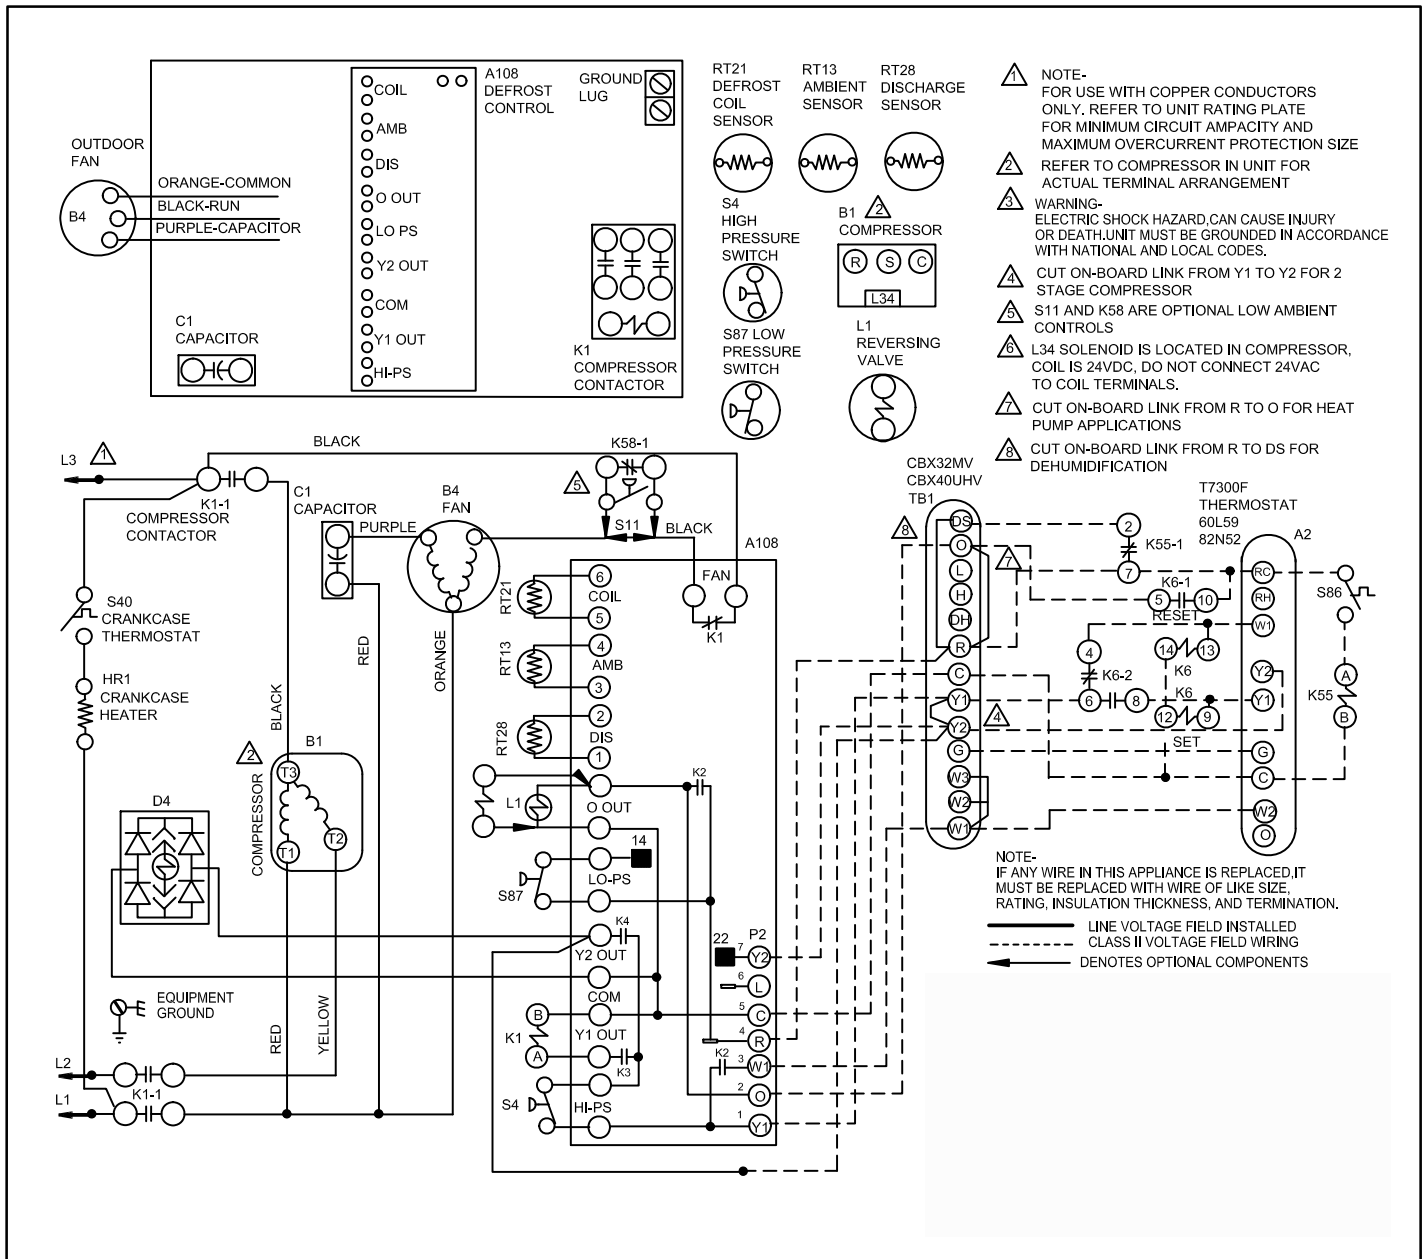 OUTDOOR
FAN
B4
ORANGE-COMMON
BLACK-RUN
PURPLE-CAPACITOR
C1
CAPACITOR
COIL
AMB
DIS
O OUT
LO PS
Y2 OUT
COM
Y1 OUT
HI-PS
A108
DEFROST
CONTROL
GROUND
LUG
K1
COMPRESSOR
CONTACTOR
RT21
DEFROST
COIL
SENSOR
RT13
AMBIENT
SENSOR
RT28
DISCHARGE
SENSOR
S4
HIGH
PRESSURE
SWITCH
B1 2
COMPRESSOR
R S C
L34
S87 LOW
PRESSURE
SWITCH
L1
REVERSING
VALVE
1 NOTE-
FOR USE WITH COPPER CONDUCTORS
ONLY. REFER TO UNIT RATING PLATE
FOR MINIMUM CIRCUIT AMPACITY AND
MAXIMUM OVERCURRENT PROTECTION SIZE
2 REFER TO COMPRESSOR IN UNIT FOR
ACTUAL TERMINAL ARRANGEMENT
3 WARNING-
ELECTRIC SHOCK HAZARD,CAN CAUSE INJURY
OR DEATH.UNIT MUST BE GROUNDED IN ACCORDANCE
WITH NATIONAL AND LOCAL CODES.
4 CUT ON-BOARD LINK FROM Y1 TO Y2 FOR 2
STAGE COMPRESSOR
5 S11 AND K58 ARE OPTIONAL LOW AMBIENT
CONTROLS
6 L34 SOLENOID IS LOCATED IN COMPRESSOR,
COIL IS 24VDC, DO NOT CONNECT 24VAC
TO COIL TERMINALS.
7 CUT ON-BOARD LINK FROM R TO O FOR HEAT
PUMP APPLICATIONS
8 CUT ON-BOARD LINK FROM R TO DS FOR
DEHUMIDIFICATION
L3 1
BLACK
K1-1
COMPRESSOR
CONTACTOR
C1
CAPACITOR
PURPLE
B4
FAN
K58-1
5
S11
BLACK
S40
CRANKCASE
THERMOSTAT
HR1
CRANKCASE
HEATER
BLACK
RED
ORANGE
2
COMPRESSOR
B1
T3
T2
T1
D4
EQUIPMENT
GROUND
RED
YELLOW
L2
L1
K1-1
A108
FAN
K1
RT21
6
COIL
5
RT13
4
AMB
3
RT28
2
DIS
1
L1
O OUT
K2
14
LO-PS
S87
K4
Y2 OUT
COM
B
K1
Y1 OUT
A
K3
S4
HI-PS
22
P2
7 Y2
6 L
5 C
4 R
K2
3 W1
2 O
1 Y1
CBX32MV
CBX40UHV
TB1
8
7
4
DS
O
L
H
DH
R
C
Y1
Y2
G
W3
W2
W1
2
K55-1
7
K6-1
5 10
RESET
4
14 13
K6-2
K6
6 8
K6
12 9
SET
T7300F
THERMOSTAT
60L59
82N52
A2
RC
RH
W1
Y2
Y1
G
C
W2
O
S86
A
K55
B
NOTE-
IF ANY WIRE IN THIS APPLIANCE IS REPLACED,IT
MUST BE REPLACED WITH WIRE OF LIKE SIZE,
RATING, INSULATION THICKNESS, AND TERMINATION.
LINE VOLTAGE FIELD INSTALLED
CLASS II VOLTAGE FIELD WIRING
DENOTES OPTIONAL COMPONENTS